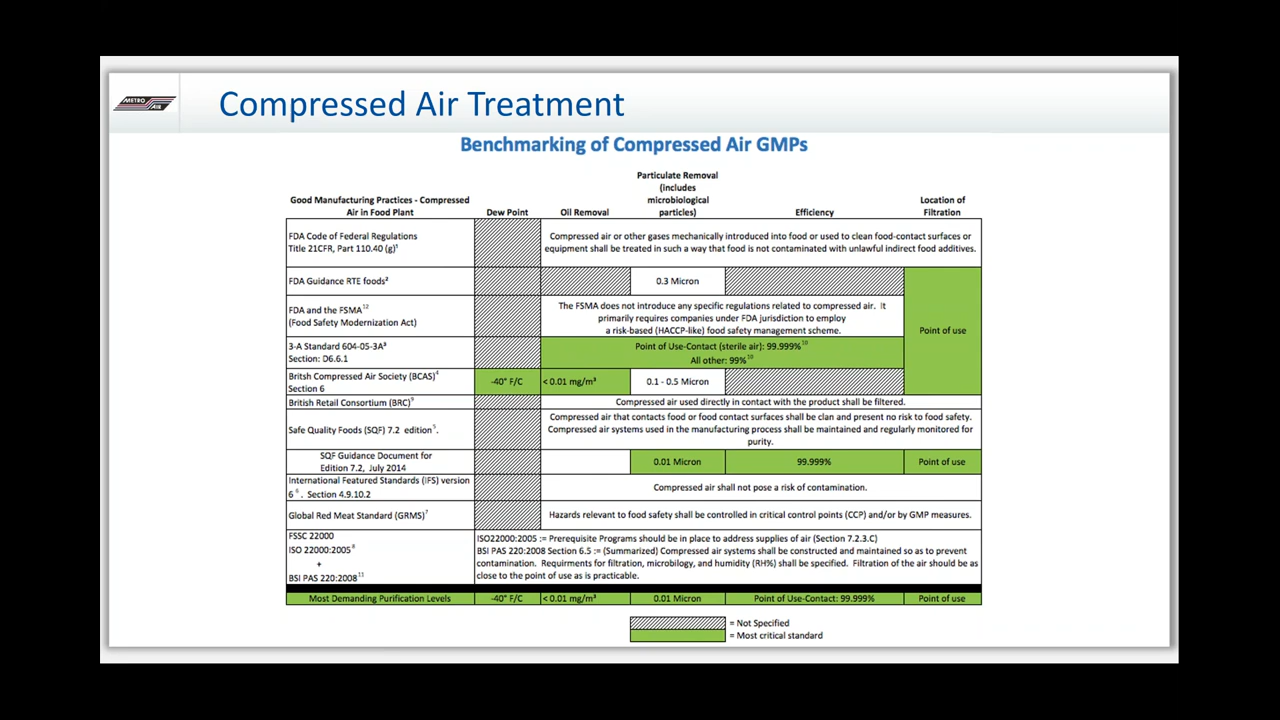 METRO AIR
Compressed Air Treatment
Benchmarking of Compressed Air GMPs
Good Manufacturing Practices - Compressed
Air in Food Plant
Dew Point
Oil Removal
Particulate Removal
(includes
microbiological
particles)
Efficiency
Location of
Filtration
FDA Code of Federal Regulations
Title 21CFR, Part 110.40 (g)¹
Compressed air or other gases mechanically introduced into food or used to clean food-contact surfaces or
equipment shall be treated in such a way that food is not contaminated with unlawful indirect food additives.
FDA Guidance RTE foods²
0.3 Micron
Point of use
FDA and the FSMA¹²
(Food Safety Modernization Act)
The FSMA does not introduce any specific regulations related to compressed air. It
primarily requires companies under FDA jurisdiction to employ
a risk-based (HACCP-like) food safety management scheme.
3-A Standard 604-05-3A³
Section: D6.6.1
Point of Use-Contact (sterile air): 99.999%¹⁰
All other: 99%¹⁰
Britsh Compressed Air Society (BCAS)⁴
Section 6
-40° F/C
< 0.01 mg/m³
0.1 - 0.5 Micron
British Retail Consortium (BRC)⁹
Compressed air used directly in contact with the product shall be filtered.
Safe Quality Foods (SQF) 7.2 edition⁵.
Compressed air that contacts food or food contact surfaces shall be clan and present no risk to food safety.
Compressed air systems used in the manufacturing process shall be maintained and regularly monitored for
purity.
SQF Guidance Document for
Edition 7.2, July 2014
0.01 Micron
99.999%
Point of use
International Featured Standards (IFS) version
6 ⁶. Section 4.9.10.2
Compressed air shall not pose a risk of contamination.
Global Red Meat Standard (GRMS)⁷
Hazards relevant to food safety shall be controlled in critical control points (CCP) and/or by GMP measures.
FSSC 22000
ISO 22000:2005⁸
+
BSI PAS 220:2008¹¹
ISO22000:2005 := Prerequisite Programs should be in place to address supplies of air (Section 7.2.3.C)
BSI PAS 220:2008 Section 6.5 := (Summarized) Compressed air systems shall be constructed and maintained so as to prevent
contamination. Requirments for filtration, microbilogy, and humidity (RH%) shall be specified. Filtration of the air should be as
close to the point of use as is practicable.
Most Demanding Purification Levels
-40° F/C
< 0.01 mg/m³
0.01 Micron
Point of Use-Contact: 99.999%
Point of use
= Not Specified
= Most critical standard